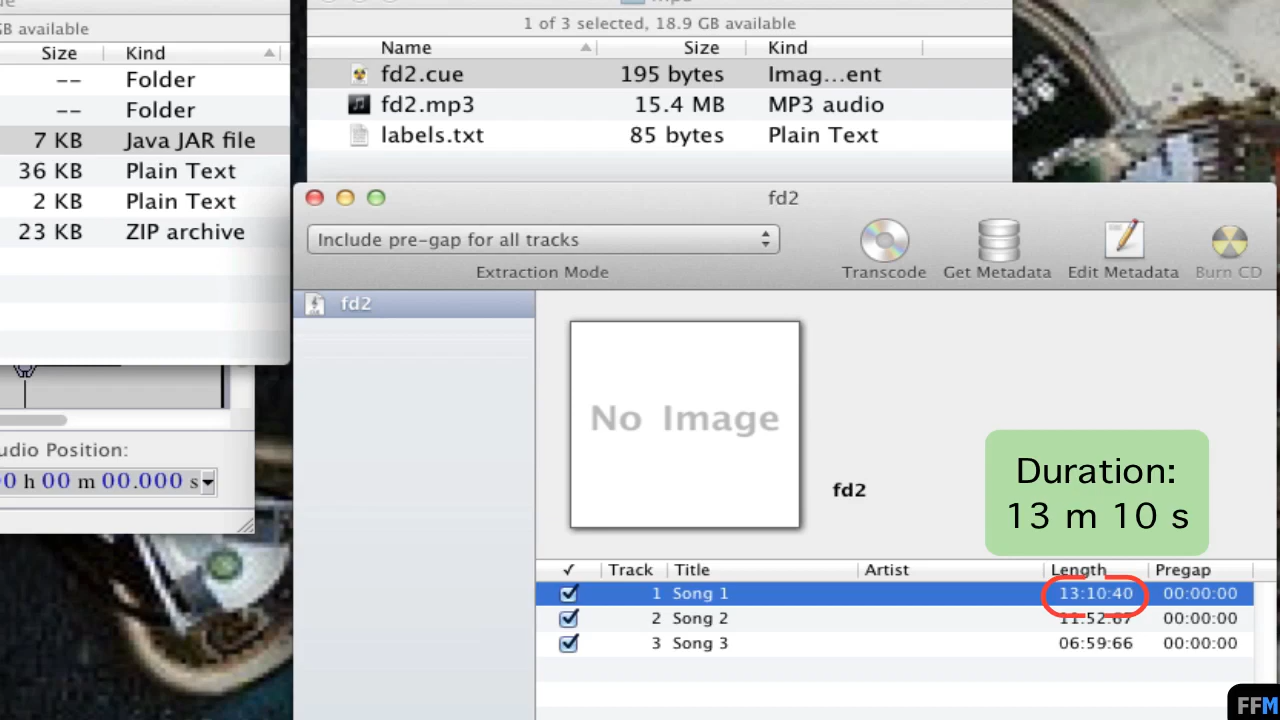 GB available
Size Kind
-- Folder
-- Folder
7 KB Java JAR file
36 KB Plain Text
2 KB Plain Text
23 KB ZIP archive
1 of 3 selected, 18.9 GB available
Name Size Kind
fd2.cue 195 bytes Imag...ent
fd2.mp3 15.4 MB MP3 audio
labels.txt 85 bytes Plain Text
fd2
Include pre-gap for all tracks
Extraction Mode
Transcode Get Metadata Edit Metadata Burn CD
fd2
No Image
fd2
Duration:
13 m 10 s
✓ Track Title Artist Length Pregap
1 Song 1 13:10:40 00:00:00
2 Song 2 11:52:67 00:00:00
3 Song 3 06:59:66 00:00:00
udio Position:
0 h 00 m 00.000 s
FFM